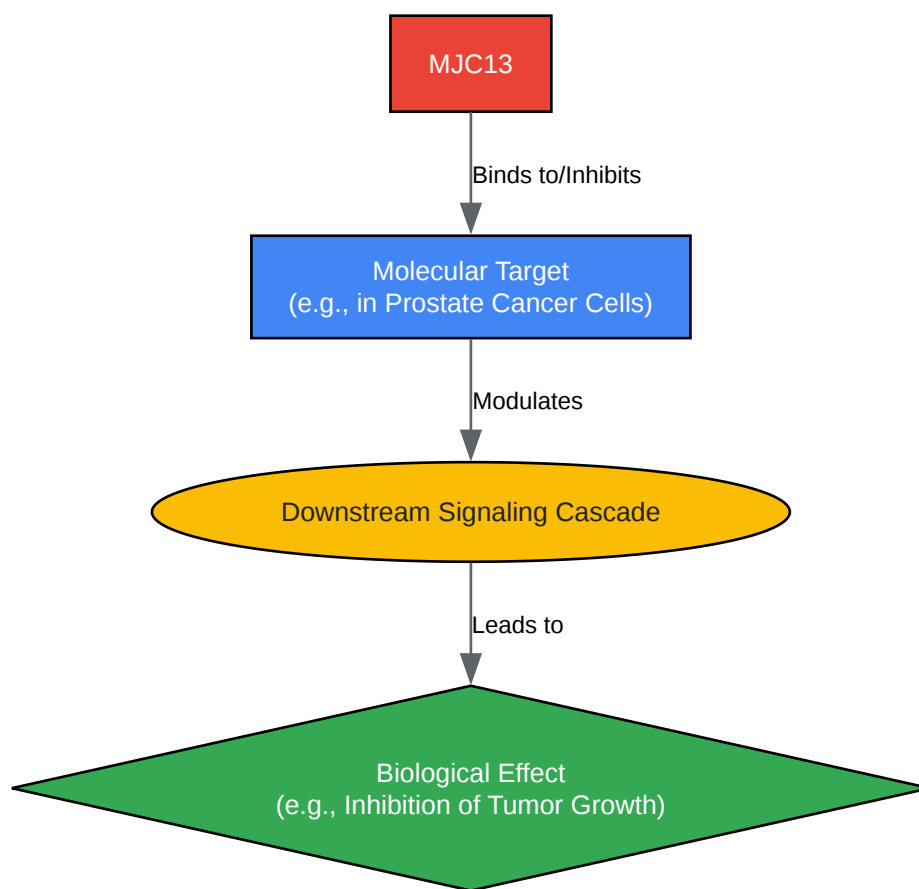 MJC13
Binds to/Inhibits
Molecular Target
(e.g., in Prostate Cancer Cells)
Modulates
Downstream Signaling Cascade
Leads to
Biological Effect
(e.g., Inhibition of Tumor Growth)